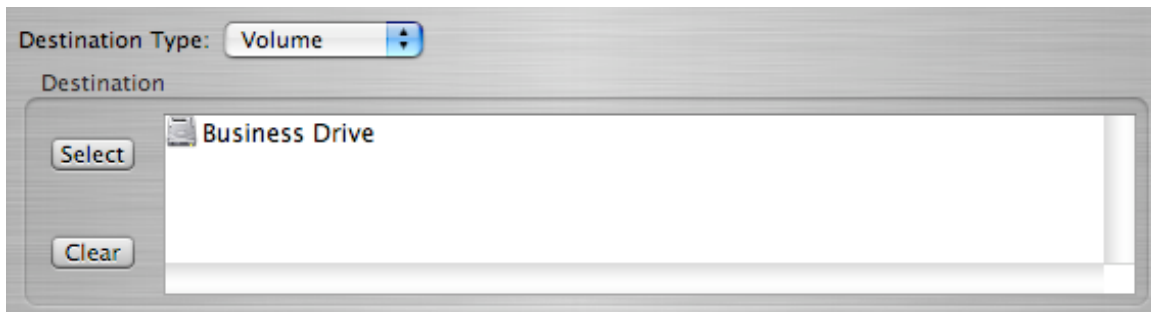 Destination Type: Volume
Destination
Business Drive
Select
Clear